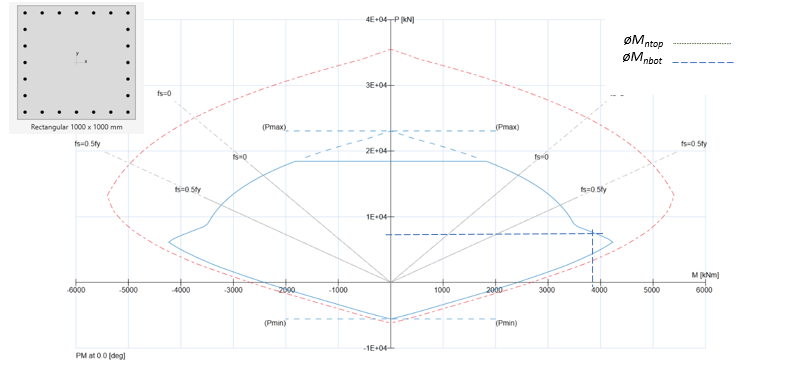 4E+04 P [kN]
øMntop
øMnbot
y
x
Rectangular 1000 x 1000 mm
3E+04
fs=0
(Pmax)
(Pmax)
fs=0.5fy
2E+04
fs=0.5fy
fs=0
fs=0
fs=0.5fy
fs=0.5fy
1E+04
M [kNm]
-6000 -5000 -4000 -3000 -2000 -1000 0 1000 2000 3000 4000 5000 6000
(Pmin)
(Pmin)
-1E+04
PM at 0.0 [deg]